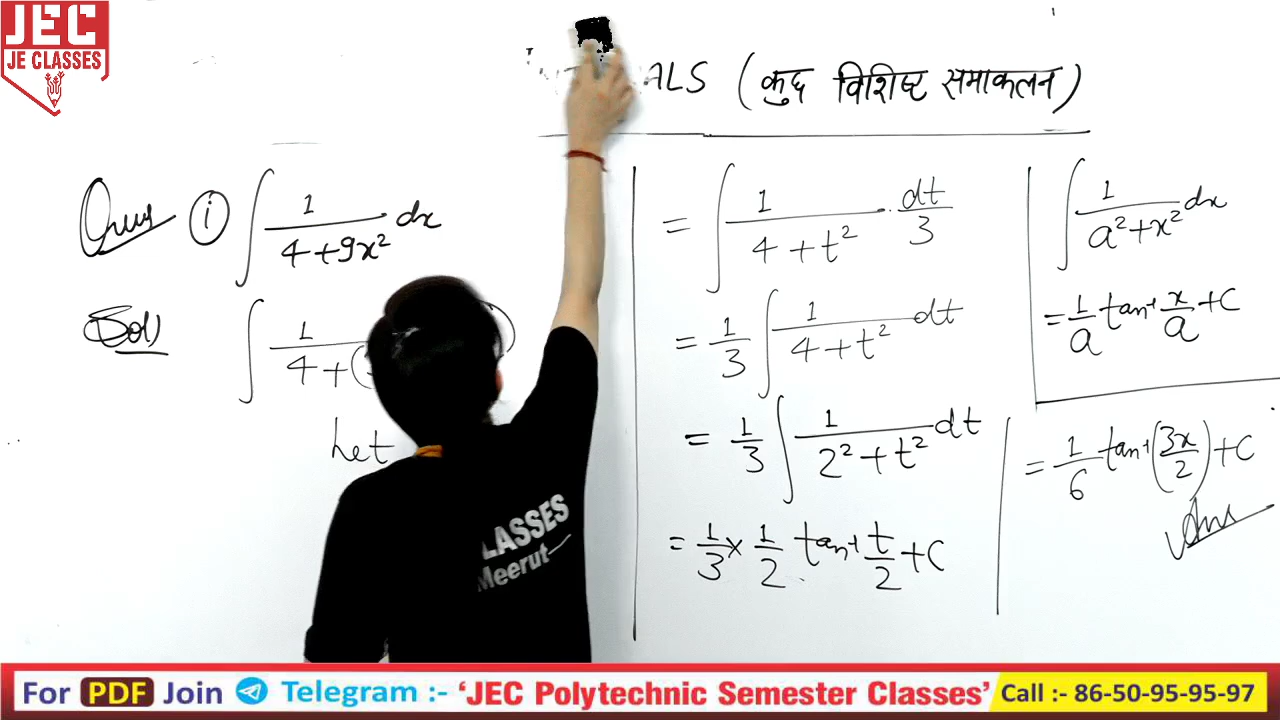 JEC
JE CLASSES
ALS (कुछ विशिष्ट समाकलन)
Ques (i) ∫ 1/(4+9x²) dx
Sol)
∫ 1/(4+(
Let
= ∫ 1/(4+t²) · dt/3
= 1/3 ∫ 1/(4+t²) dt
= 1/3 ∫ 1/(2²+t²) dt
= 1/3 × 1/2 tan⁻¹ t/2 + C
∫ 1/(a²+x²) dx
= 1/a tan⁻¹ x/a + C
= 1/6 tan⁻¹ (3x/2) + C
Ans
LASSES
Meerut
For PDF Join Telegram :- ‘JEC Polytechnic Semester Classes’ Call :- 86-50-95-95-97